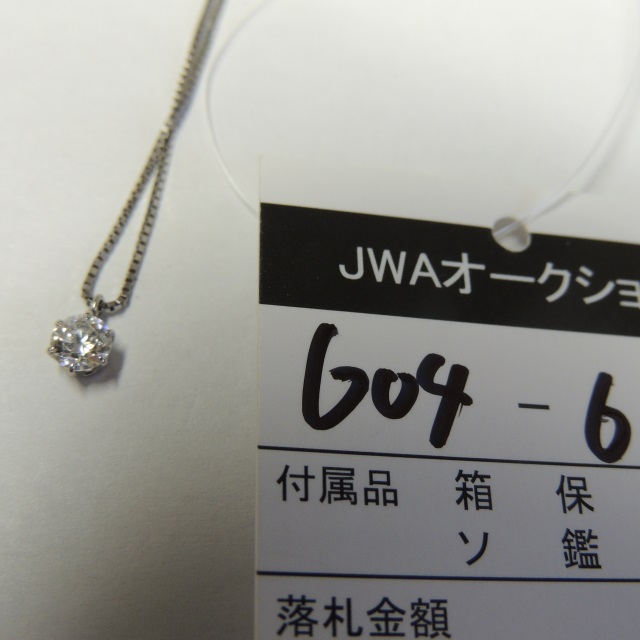 JWAオークショ
604 - 6
付属品 箱 保
ソ 鑑
落札金額